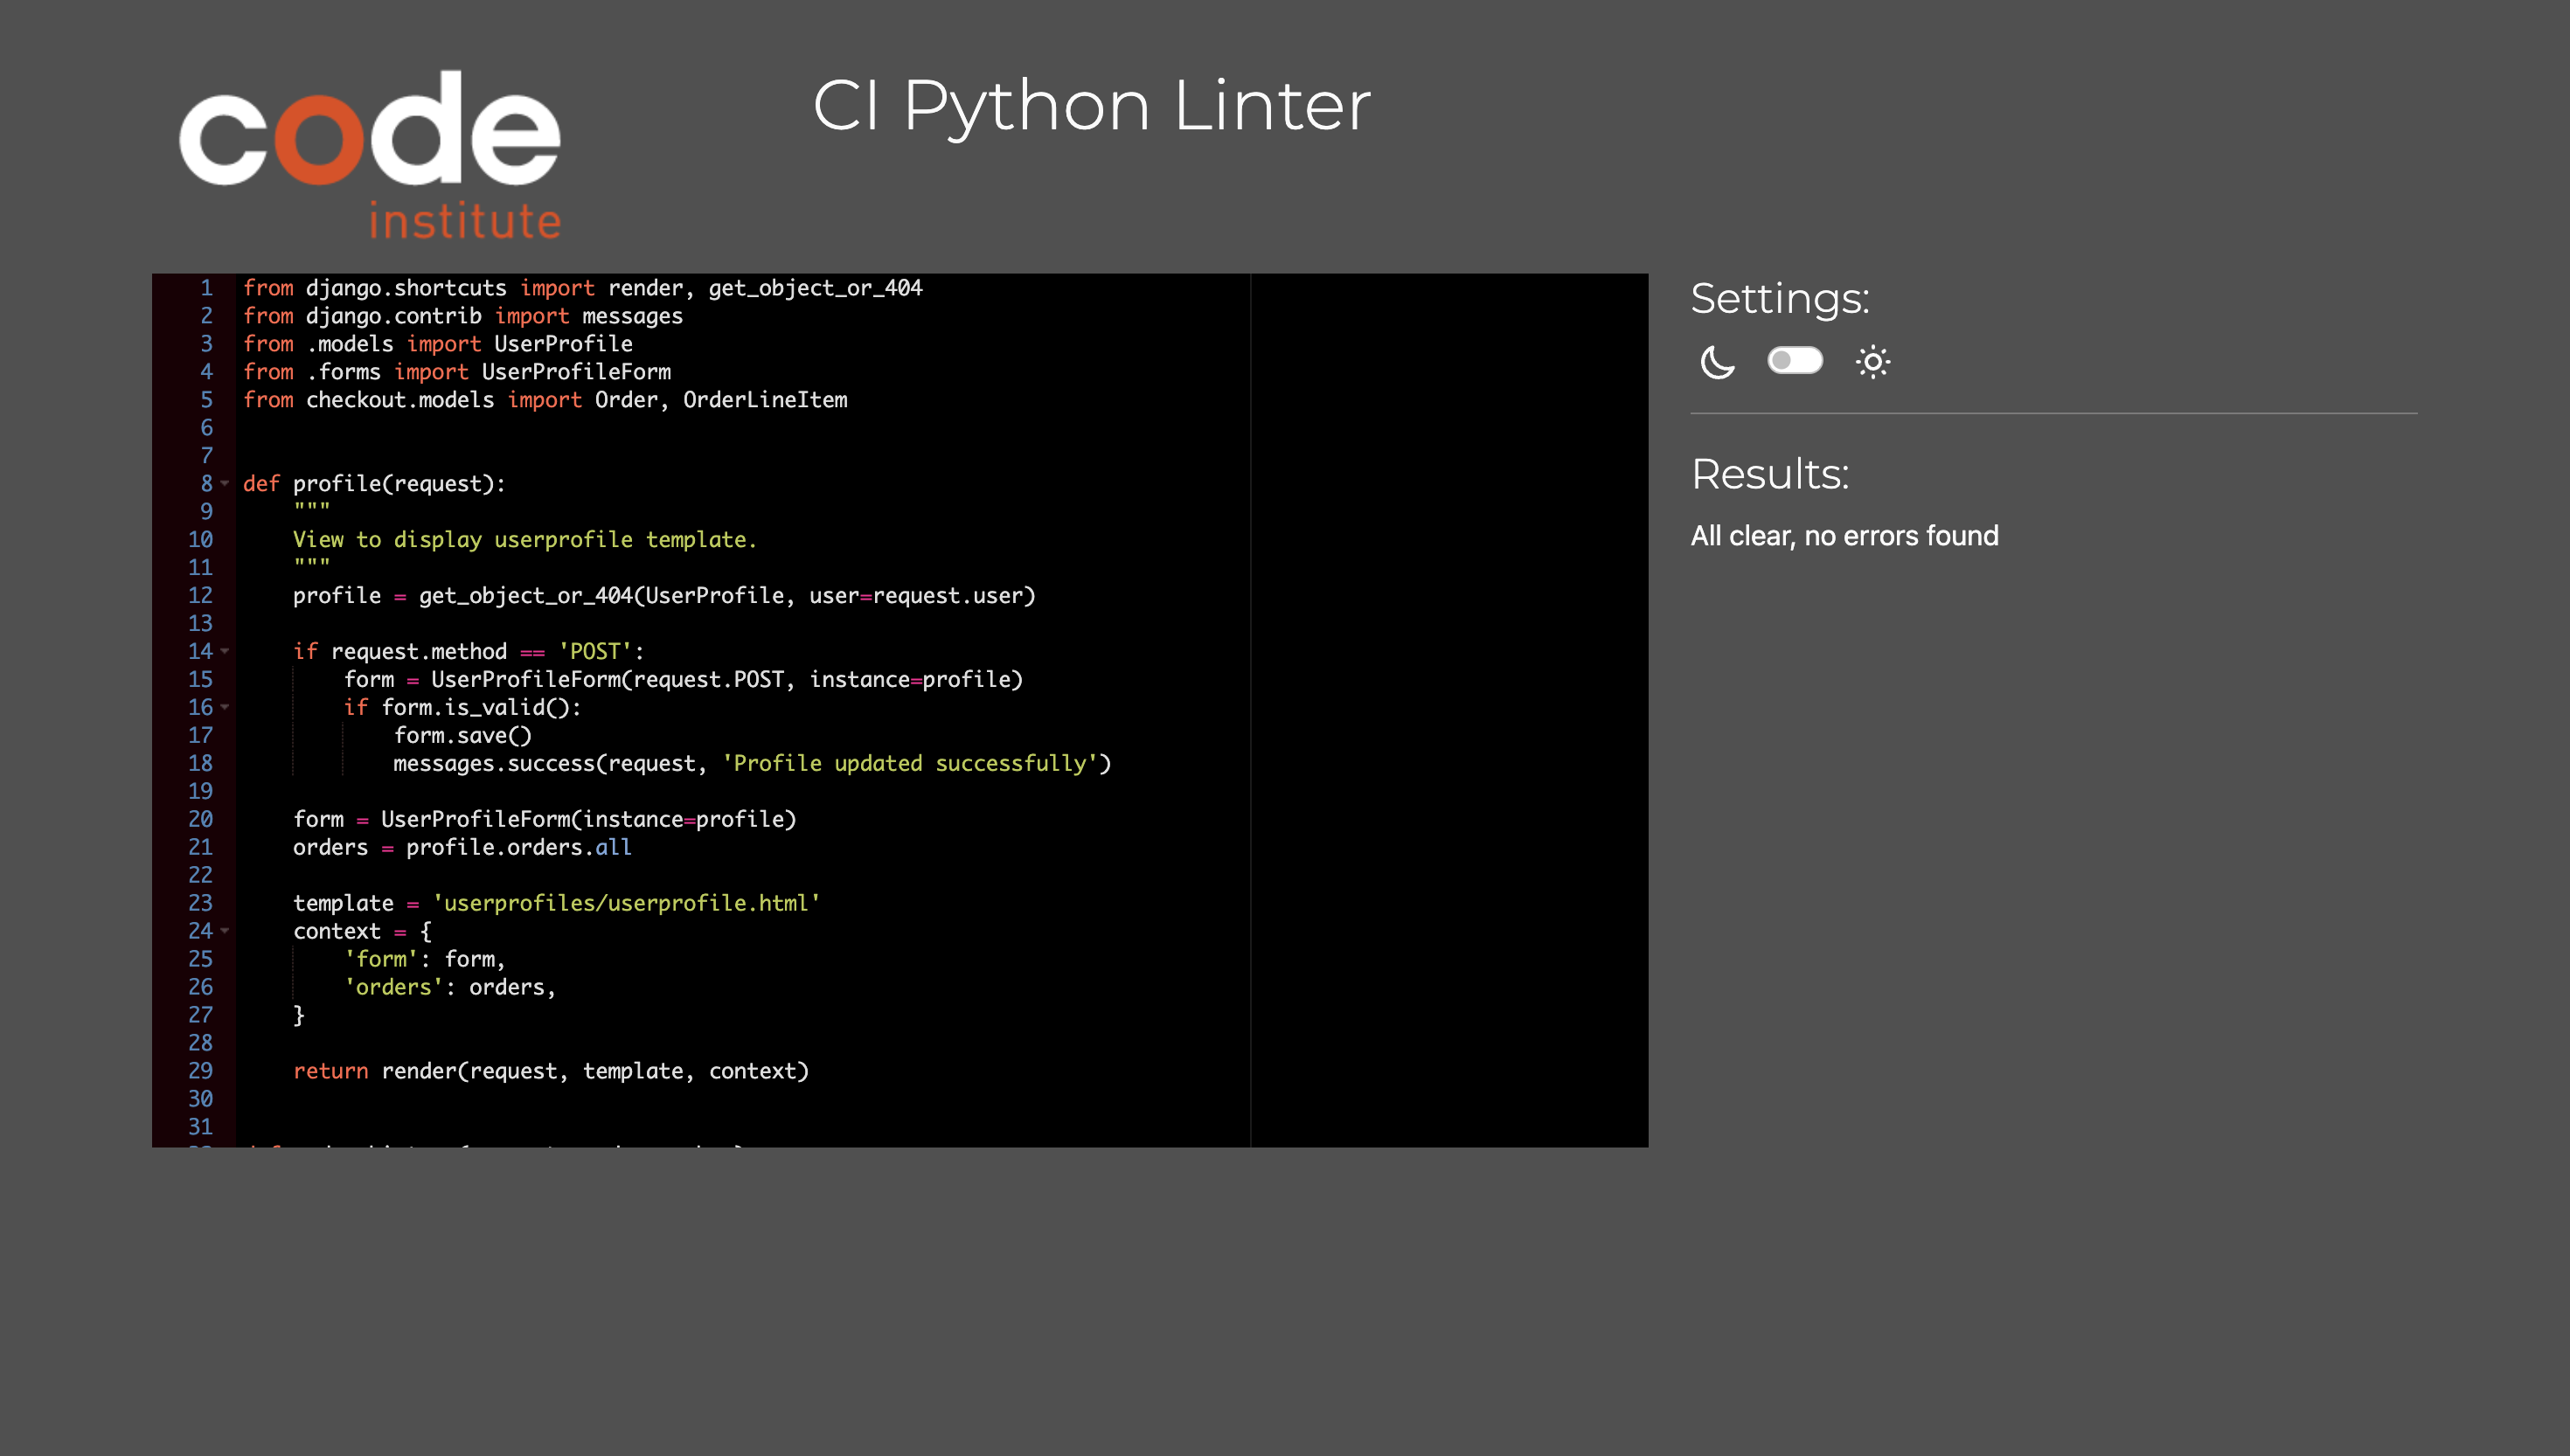 code
institute
CI Python Linter
1 from django.shortcuts import render, get_object_or_404
2 from django.contrib import messages
3 from .models import UserProfile
4 from .forms import UserProfileForm
5 from checkout.models import Order, OrderLineItem
6
7
8 def profile(request):
9     """
10     View to display userprofile template.
11     """
12     profile = get_object_or_404(UserProfile, user=request.user)
13
14     if request.method == 'POST':
15         form = UserProfileForm(request.POST, instance=profile)
16         if form.is_valid():
17             form.save()
18             messages.success(request, 'Profile updated successfully')
19
20     form = UserProfileForm(instance=profile)
21     orders = profile.orders.all
22
23     template = 'userprofiles/userprofile.html'
24     context = {
25         'form': form,
26         'orders': orders,
27     }
28
29     return render(request, template, context)
30
31
Settings:
Results:
All clear, no errors found